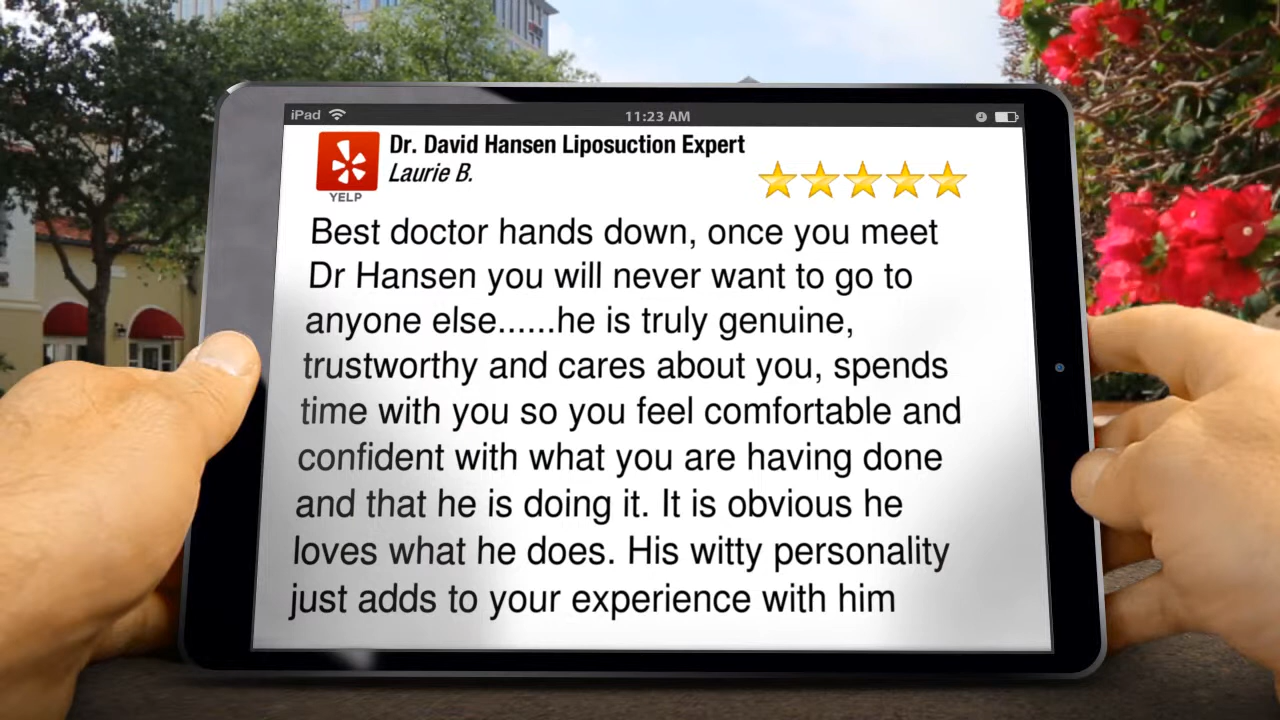 iPad 11:23 AM
Dr. David Hansen Liposuction Expert
Laurie B.
YELP
Best doctor hands down, once you meet
Dr Hansen you will never want to go to
anyone else......he is truly genuine,
trustworthy and cares about you, spends
time with you so you feel comfortable and
confident with what you are having done
and that he is doing it. It is obvious he
loves what he does. His witty personality
just adds to your experience with him